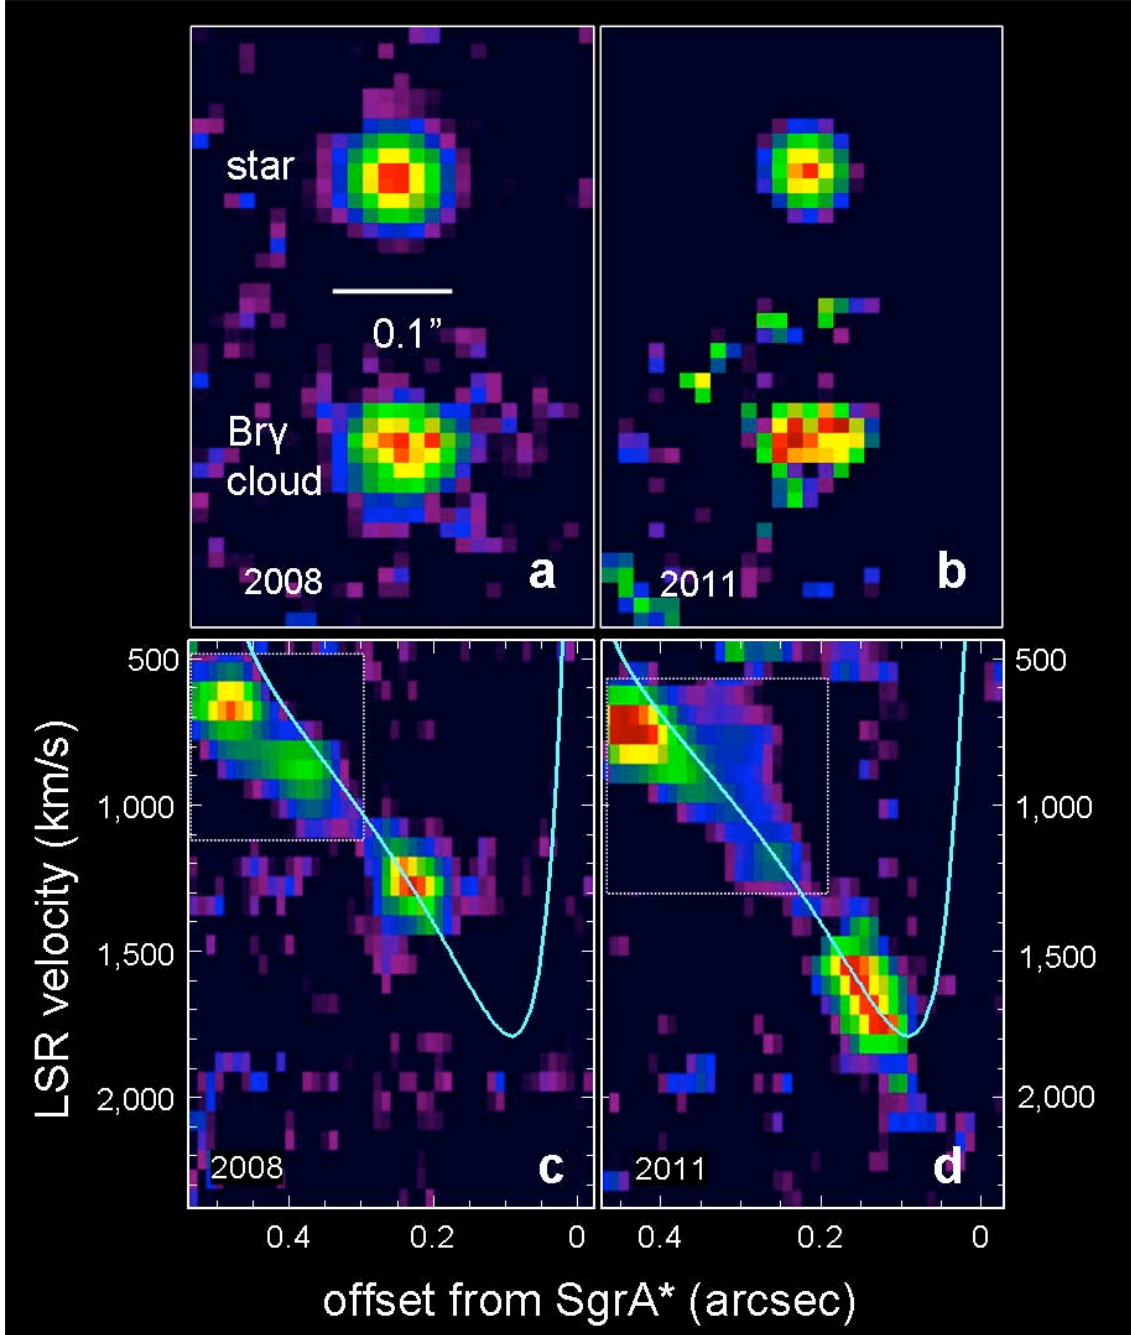 star
0.1”
Brγ
cloud
2008
a
2011
b
500
1,000
1,500
2,000
LSR velocity (km/s)
2008
c
2011
d
500
1,000
1,500
2,000
0.4 0.2 0
0.4 0.2 0
offset from SgrA* (arcsec)